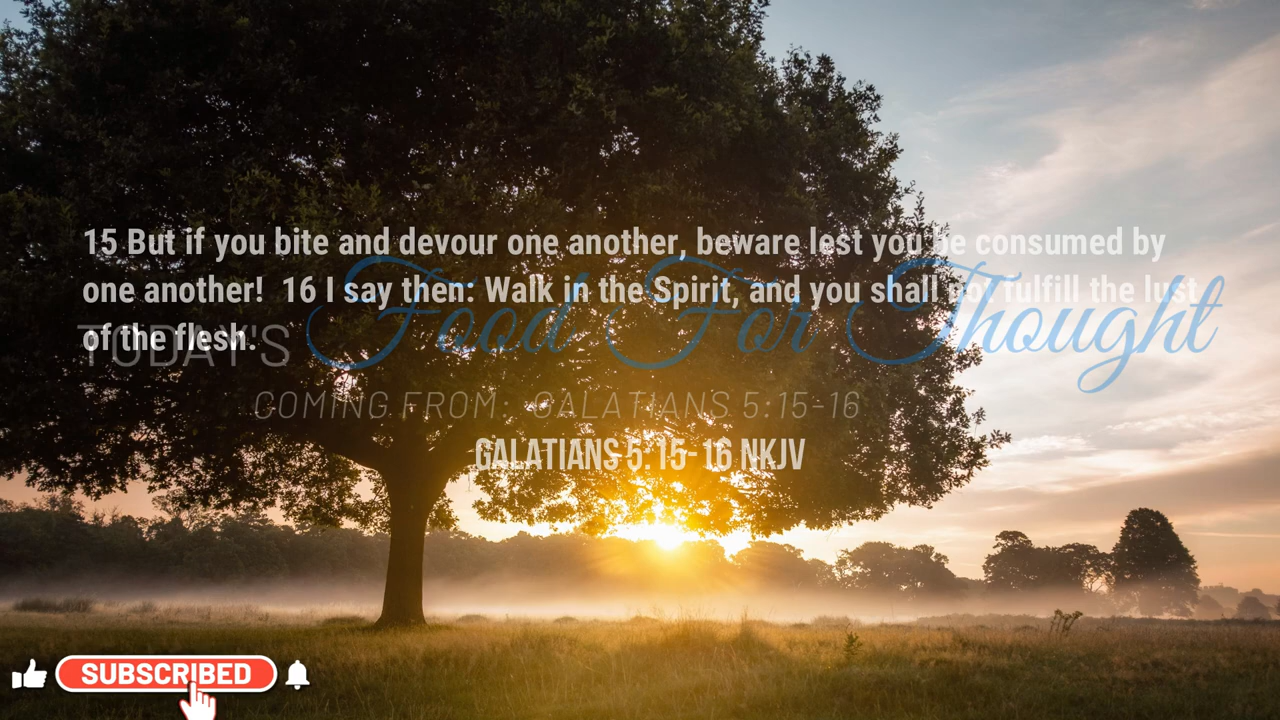 15 But if you bite and devour one another, beware lest you be consumed by
one another!  16 I say then: Walk in the Spirit, and you shall not fulfill the lust
of the flesh.
TODAY'S Food For Thought
COMING FROM: GALATIANS 5:15-16
GALATIANS 5:15-16 NKJV
SUBSCRIBED